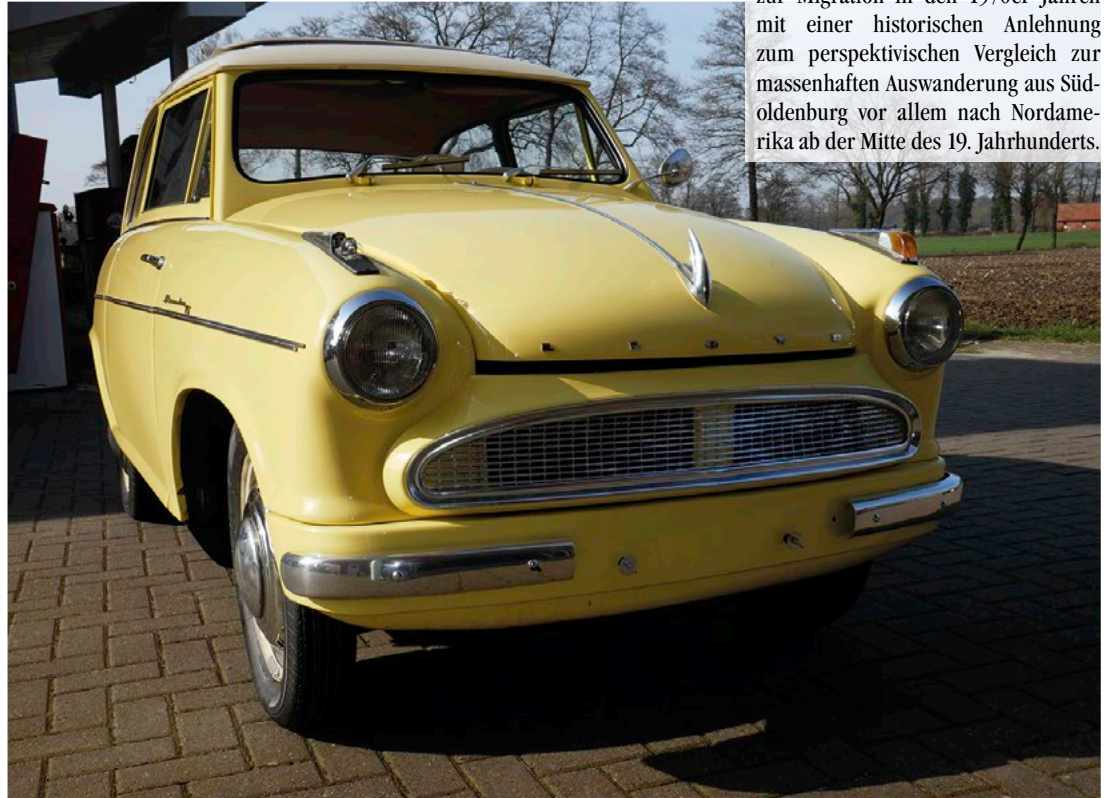 zur Migration in den 1970er Jahren
mit einer historischen Anlehnung
zum perspektivischen Vergleich zur
massenhaften Auswanderung aus Süd-
oldenburg vor allem nach Nordame-
rika ab der Mitte des 19. Jahrhunderts.
LLOYD